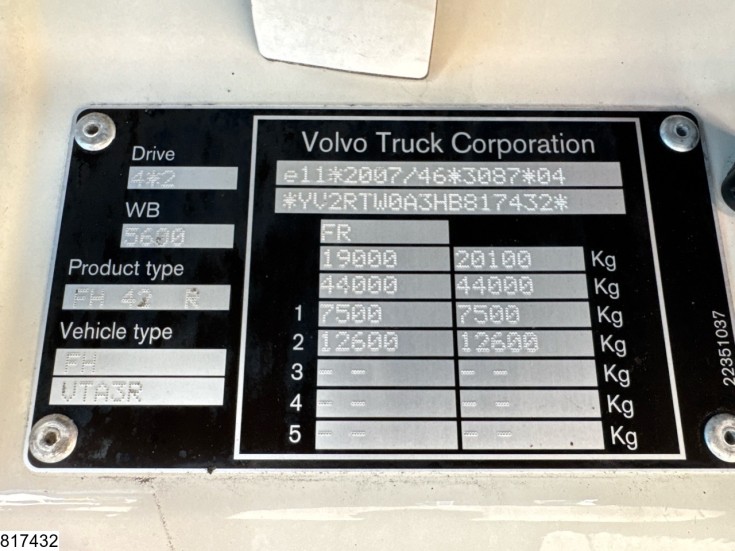 Drive
4*2
WB
5600
Product type
FH 42 R
Vehicle type
FH
VTA3R
Volvo Truck Corporation
e11*2007/46*3087*04
*YV2RTW0A3HB817432*
FR
19000 20100 Kg
44000 44000 Kg
1 7500 7500 Kg
2 12600 12600 Kg
3 - - - - Kg
4 - - - - Kg
5 - - - - Kg
22351037
817432